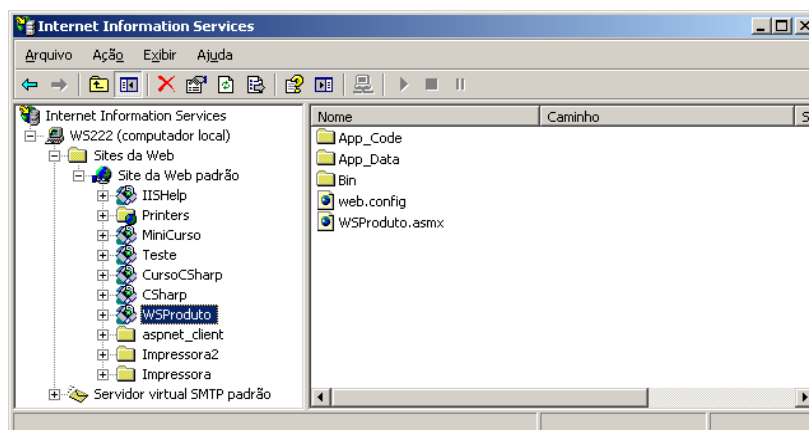 Internet Information Services
Arquivo Ação Exibir Ajuda
Internet Information Services
WS222 (computador local)
Sites da Web
Site da Web padrão
IISHelp
Printers
MiniCurso
Teste
CursoCSharp
CSharp
WSProduto
aspnet_client
Impressora2
Impressora
Servidor virtual SMTP padrão
Nome Caminho S
App_Code
App_Data
Bin
web.config
WSProduto.asmx